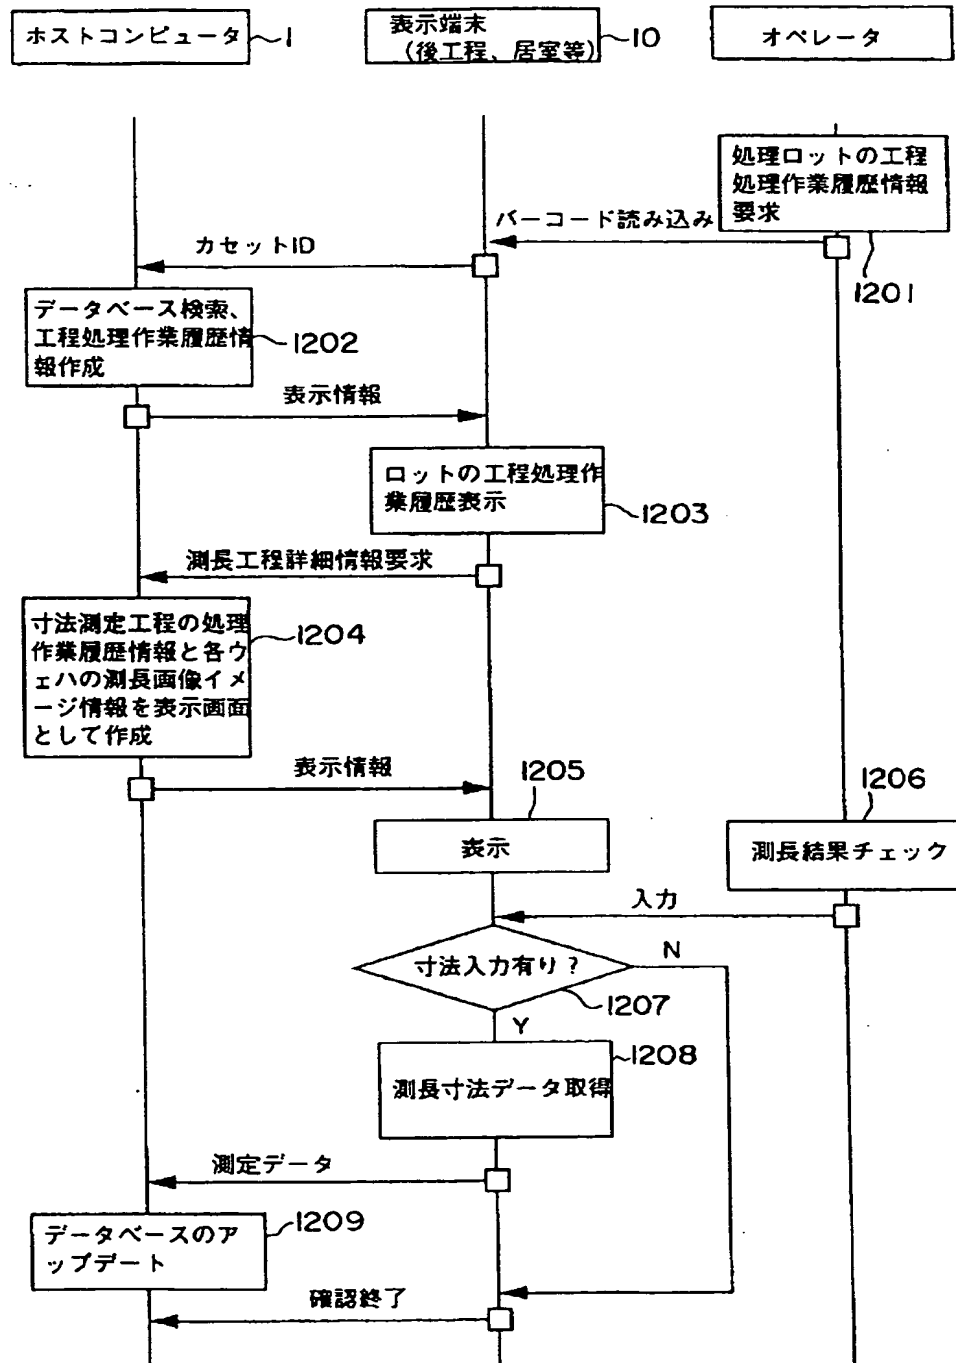 ホストコンピュータ
1
表示端末
(後工程、居室等)
10
オペレータ
処理ロットの工程
処理作業履歴情報
要求
1201
バーコード読み込み
カセットID
データベース検索、
工程処理作業履歴情
報作成
1202
表示情報
ロットの工程処理作
業履歴表示
1203
測長工程詳細情報要求
寸法測定工程の処理
作業履歴情報と各ウ
ェハの測長画像イメ
ージ情報を表示画面
として作成
1204
表示情報
1205
表示
1206
測長結果チェック
入力
寸法入力有り?
N
1207
Y
1208
測長寸法データ取得
測定データ
データベースのア
ップデート
1209
確認終了